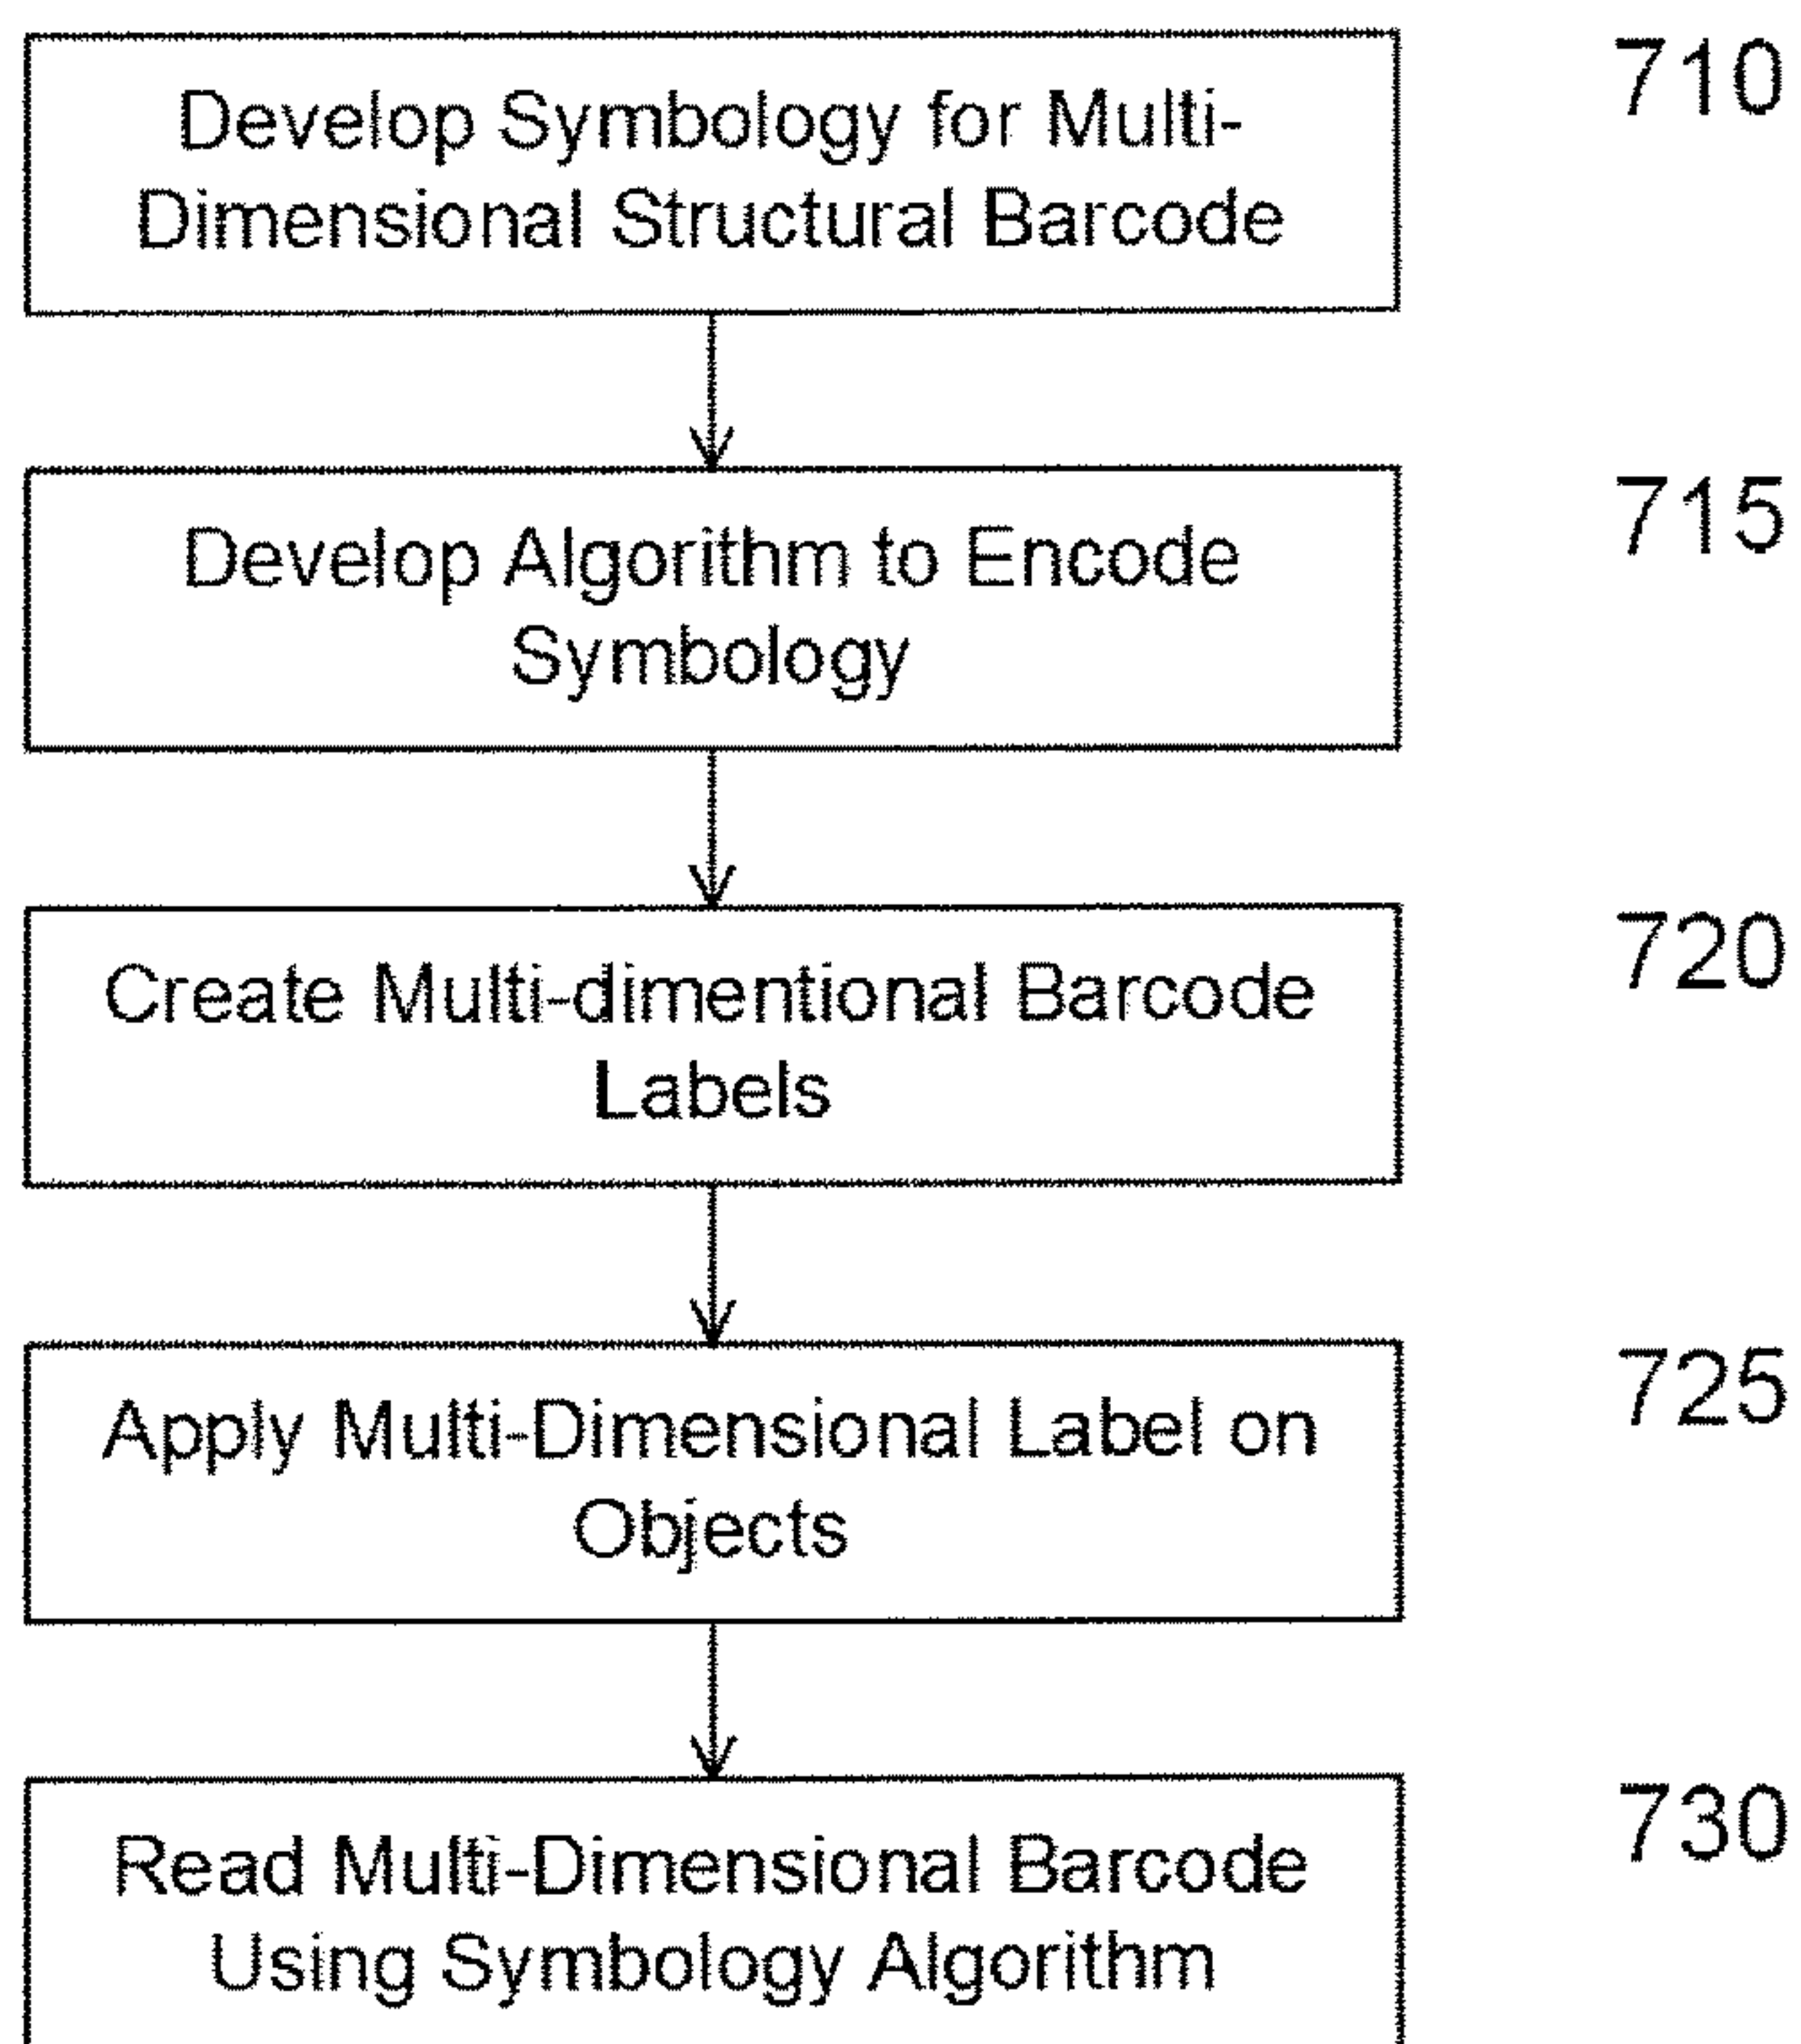 Develop Symbology for Multi-
Dimensional Structural Barcode
710
Develop Algorithm to Encode
Symbology
715
Create Multi-dimentional Barcode
Labels
720
Apply Multi-Dimensional Label on
Objects
725
Read Multi-Dimensional Barcode
Using Symbology Algorithm
730